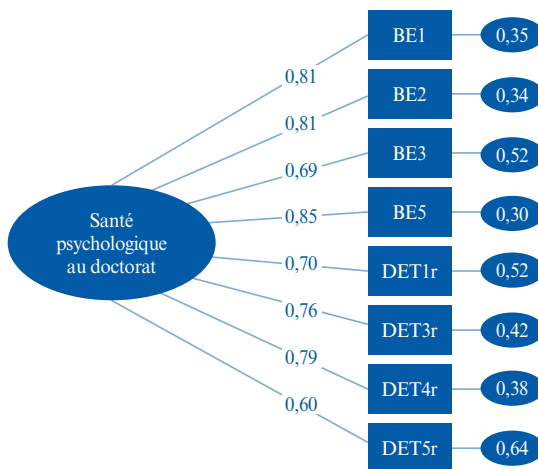 BE1
0,35
0,81
BE2
0,34
0,81
BE3
0,52
0,69
BE5
0,30
0,85
Santé
psychologique
au doctorat
0,70
DET1r
0,52
0,76
DET3r
0,42
0,79
DET4r
0,38
0,60
DET5r
0,64